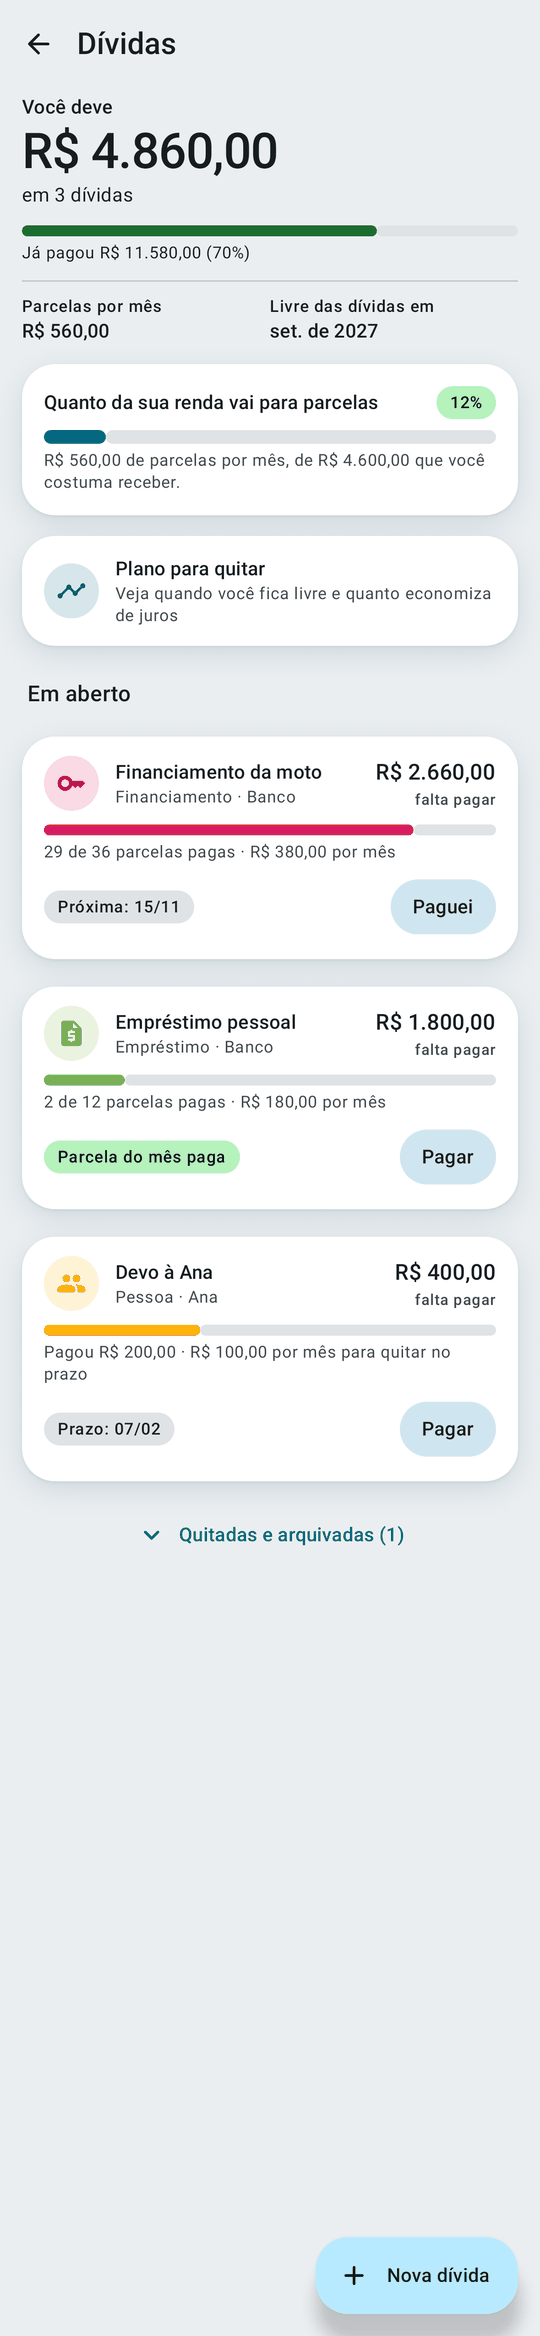 Dívidas
Você deve
R$ 4.860,00
em 3 dívidas
Já pagou R$ 11.580,00 (70%)
Parcelas por mês
R$ 560,00
Livre das dívidas em
set. de 2027
Quanto da sua renda vai para parcelas
12%
R$ 560,00 de parcelas por mês, de R$ 4.600,00 que você
costuma receber.
Plano para quitar
Veja quando você fica livre e quanto economiza
de juros
Em aberto
Financiamento da moto
Financiamento · Banco
R$ 2.660,00
falta pagar
29 de 36 parcelas pagas · R$ 380,00 por mês
Próxima: 15/11
Paguei
Empréstimo pessoal
Empréstimo · Banco
R$ 1.800,00
falta pagar
2 de 12 parcelas pagas · R$ 180,00 por mês
Parcela do mês paga
Pagar
Devo à Ana
Pessoa · Ana
R$ 400,00
falta pagar
Pagou R$ 200,00 · R$ 100,00 por mês para quitar no
prazo
Prazo: 07/02
Pagar
Quitadas e arquivadas (1)
Nova dívida